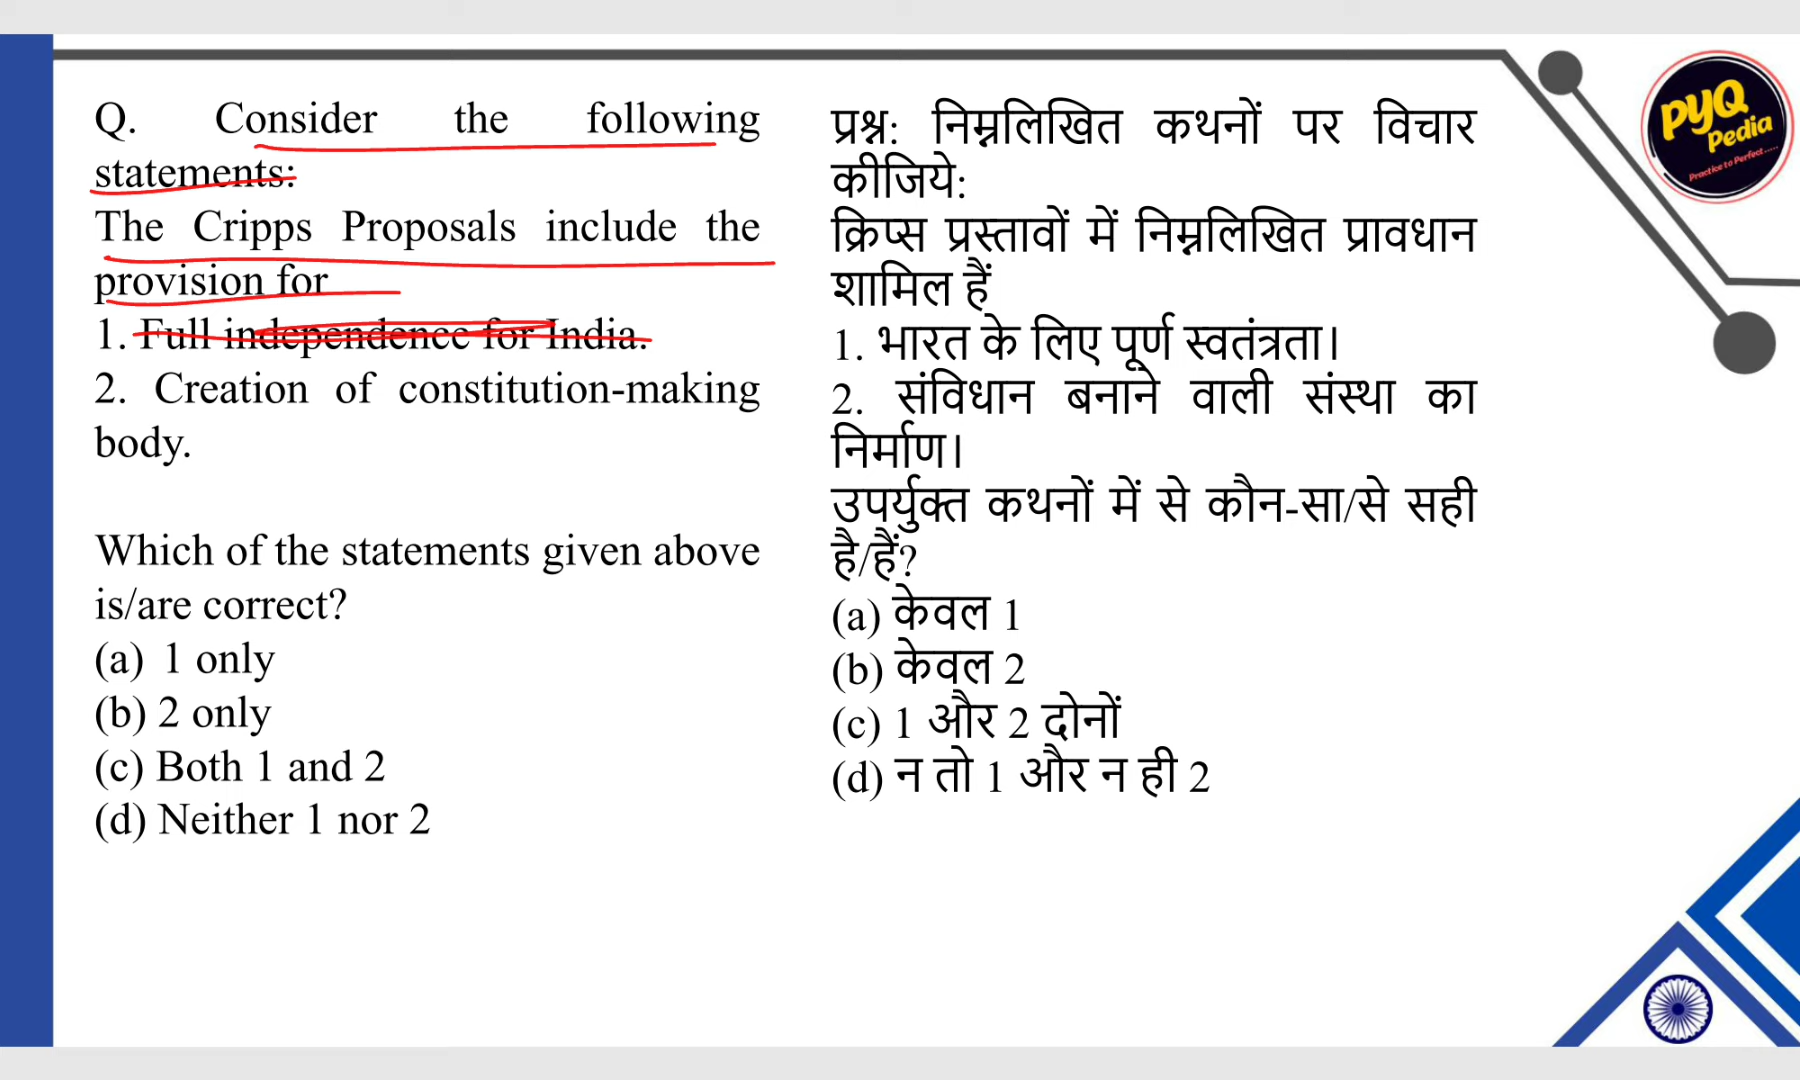 Q. Consider the following
statements:
The Cripps Proposals include the
provision for
1. Full independence for India.
2. Creation of constitution-making
body.
Which of the statements given above
is/are correct?
(a) 1 only
(b) 2 only
(c) Both 1 and 2
(d) Neither 1 nor 2
प्रश्न: निम्नलिखित कथनों पर विचार
कीजिये:
क्रिप्स प्रस्तावों में निम्नलिखित प्रावधान
शामिल हैं
1. भारत के लिए पूर्ण स्वतंत्रता।
2. संविधान बनाने वाली संस्था का
निर्माण।
उपर्युक्त कथनों में से कौन-सा/से सही
है/हैं?
(a) केवल 1
(b) केवल 2
(c) 1 और 2 दोनों
(d) न तो 1 और न ही 2
PYQ
Pedia
Practice to Perfect.....